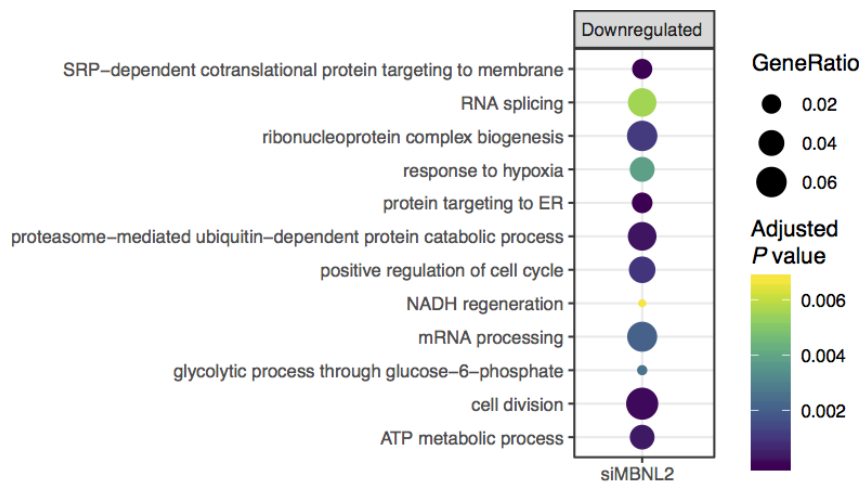 Downregulated
SRP−dependent cotranslational protein targeting to membrane
RNA splicing
ribonucleoprotein complex biogenesis
response to hypoxia
protein targeting to ER
proteasome−mediated ubiquitin−dependent protein catabolic process
positive regulation of cell cycle
NADH regeneration
mRNA processing
glycolytic process through glucose−6−phosphate
cell division
ATP metabolic process
siMBNL2
GeneRatio
0.02
0.04
0.06
Adjusted
P value
0.006
0.004
0.002